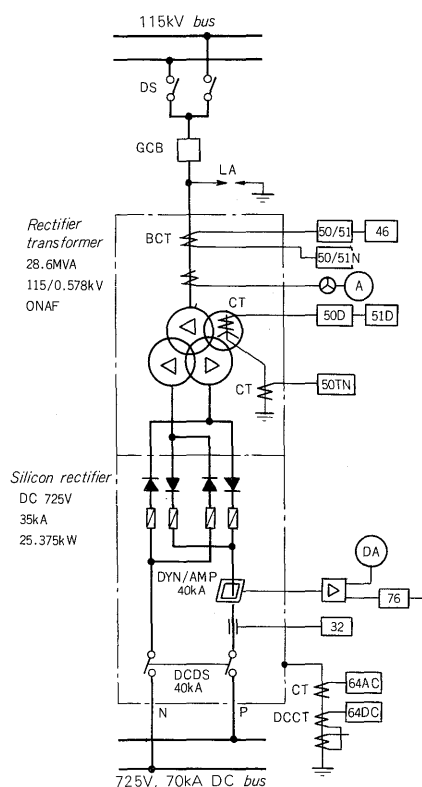 115kV bus
DS
GCB
LA
Rectifier
transformer
28.6MVA
115/0.578kV
ONAF
BCT
50/51
46
50/51N
A
CT
50D
51D
CT
50TN
Silicon rectifier
DC 725V
35kA
25.375kW
DYN/AMP
40kA
DA
76
32
DCDS
40kA
CT
64AC
DCCT
64DC
N
P
725V, 70kA DC bus